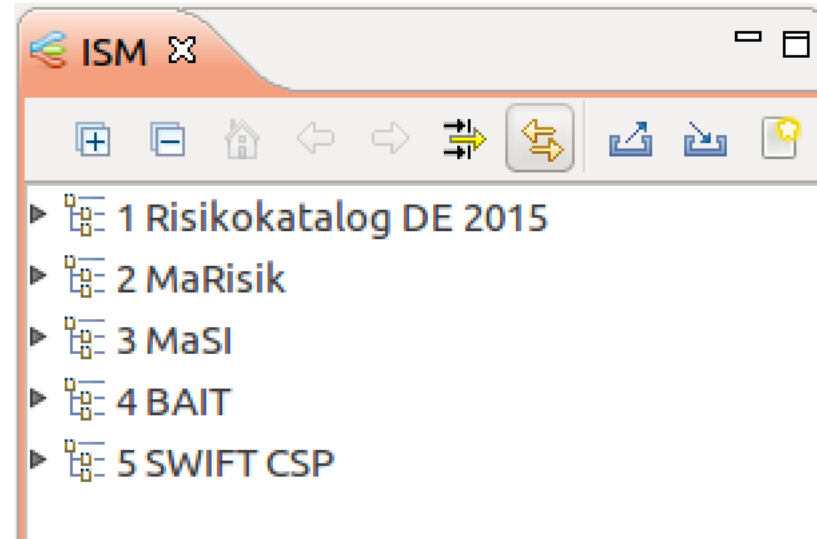 ISM
1 Risikokatalog DE 2015
2 MaRisik
3 MaSI
4 BAIT
5 SWIFT CSP